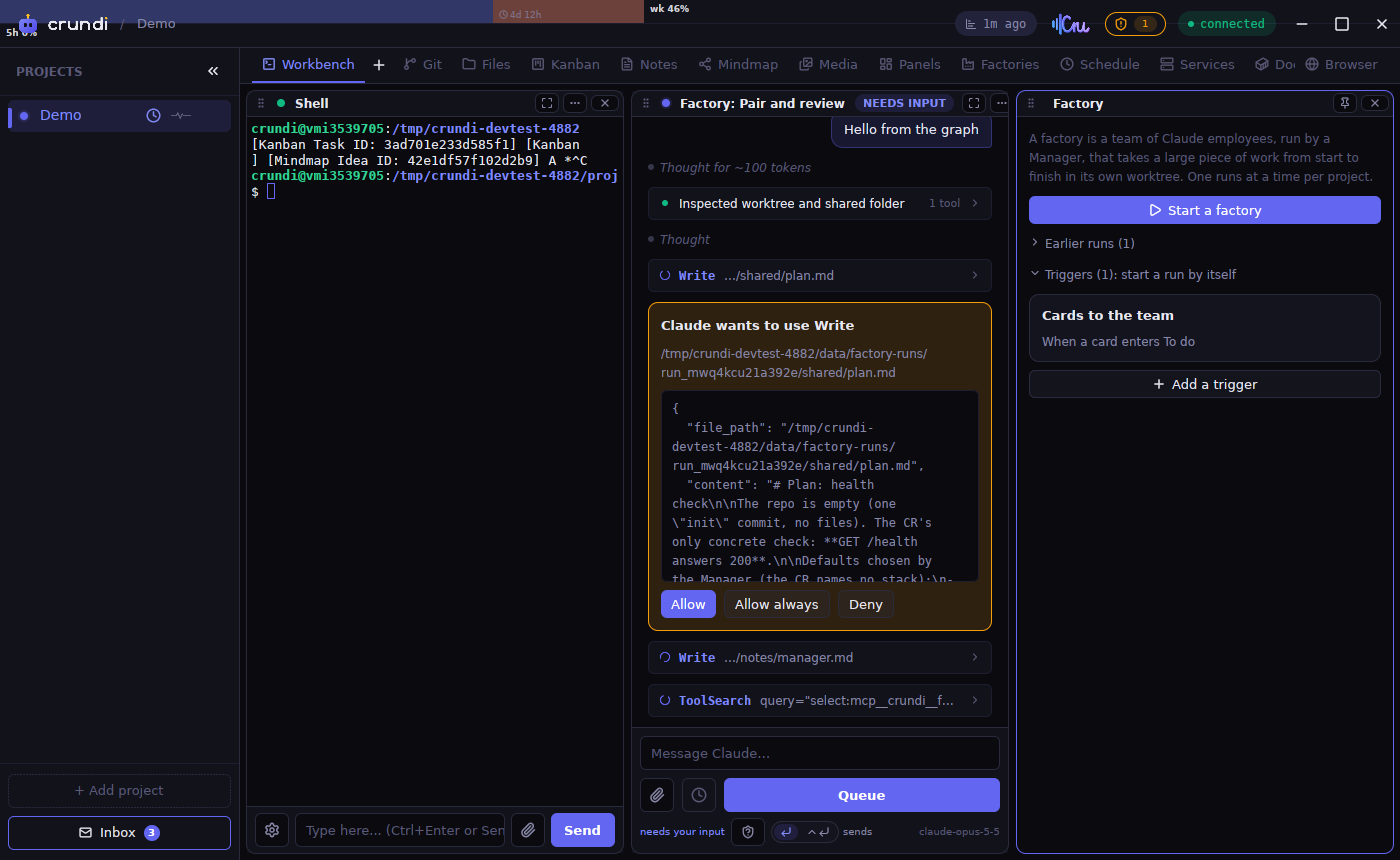 5h 6%
4d 12h
wk 46%
crundi / Demo
1m ago
1
connected
PROJECTS
Demo
+ Add project
Inbox 3
Workbench
Git
Files
Kanban
Notes
Mindmap
Media
Panels
Factories
Schedule
Services
Doc
Browser
Shell
crundi@vmi3539705:/tmp/crundi-devtest-4882
[Kanban Task ID: 3ad701e233d585f1] [Kanban
] [Mindmap Idea ID: 42e1df57f102d2b9] A *^C
crundi@vmi3539705:/tmp/crundi-devtest-4882/proj
$
Type here... (Ctrl+Enter or Sen
Send
Factory: Pair and review NEEDS INPUT
Hello from the graph
Thought for ~100 tokens
Inspected worktree and shared folder 1 tool
Thought
Write .../shared/plan.md
Claude wants to use Write
/tmp/crundi-devtest-4882/data/factory-runs/
run_mwq4kcu21a392e/shared/plan.md
{
"file_path": "/tmp/crundi-
devtest-4882/data/factory-runs/
run_mwq4kcu21a392e/shared/plan.md",
"content": "# Plan: health
check\n\nThe repo is empty (one
\"init\" commit, no files). The CR's
only concrete check: **GET /health
answers 200**.\n\nDefaults chosen by
the Manager (the CR names no stack):\n-
Allow
Allow always
Deny
Write .../notes/manager.md
ToolSearch query="select:mcp__crundi__f...
Message Claude...
Queue
needs your input
sends
claude-opus-5-5
Factory
A factory is a team of Claude employees, run by a
Manager, that takes a large piece of work from start to
finish in its own worktree. One runs at a time per project.
Start a factory
Earlier runs (1)
Triggers (1): start a run by itself
Cards to the team
When a card enters To do
+ Add a trigger